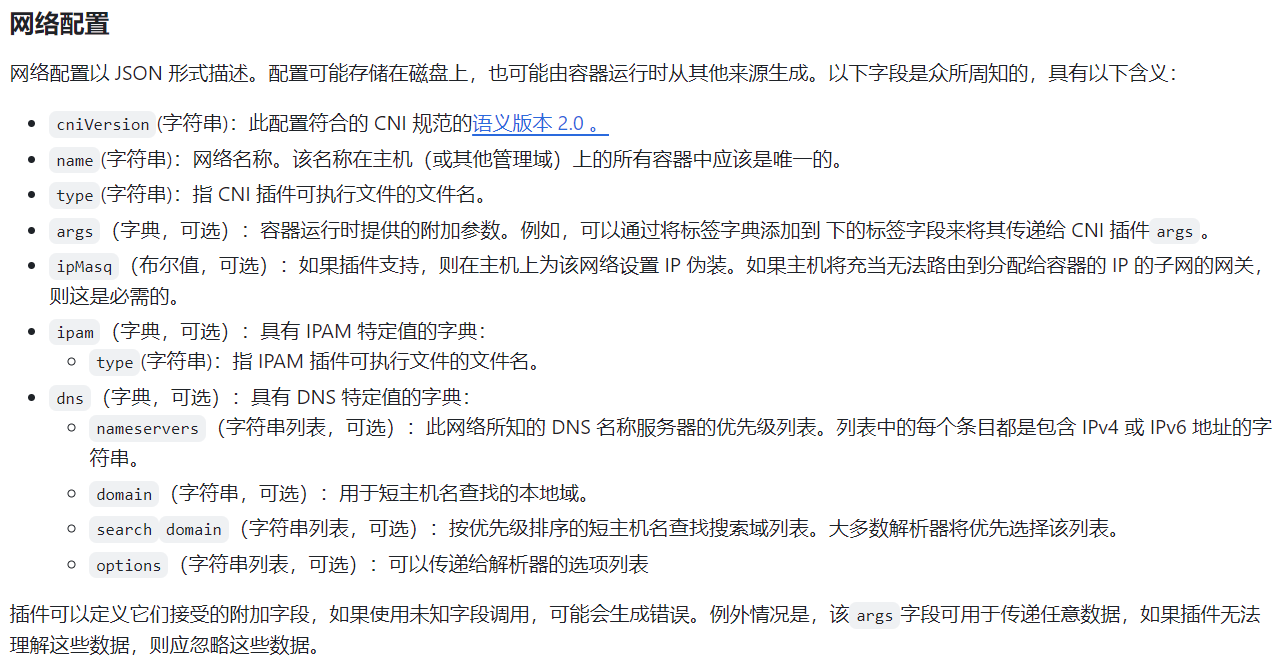 网络配置
网络配置以 JSON 形式描述。配置可能存储在磁盘上，也可能由容器运行时从其他来源生成。以下字段是众所周知的，具有以下含义：
cniVersion(字符串)：此配置符合的 CNI 规范的语义版本 2.0 。
name(字符串)：网络名称。该名称在主机（或其他管理域）上的所有容器中应该是唯一的。
type(字符串)：指 CNI 插件可执行文件的文件名。
args （字典，可选）：容器运行时提供的附加参数。例如，可以通过将标签字典添加到 下的标签字段来将其传递给 CNI 插件 args 。
ipMasq （布尔值，可选）：如果插件支持，则在主机上为该网络设置 IP 伪装。如果主机将充当无法路由到分配给容器的 IP 的子网的网关，
则这是必需的。
ipam （字典，可选）：具有 IPAM 特定值的字典：
type(字符串)：指 IPAM 插件可执行文件的文件名。
dns （字典，可选）：具有 DNS 特定值的字典：
nameservers （字符串列表，可选）：此网络所知的 DNS 名称服务器的优先级列表。列表中的每个条目都是包含 IPv4 或 IPv6 地址的字
符串。
domain （字符串，可选）：用于短主机名查找的本地域。
search domain （字符串列表，可选）：按优先级排序的短主机名查找搜索域列表。大多数解析器将优先选择该列表。
options （字符串列表，可选）：可以传递给解析器的选项列表
插件可以定义它们接受的附加字段，如果使用未知字段调用，可能会生成错误。例外情况是，该 args 字段可用于传递任意数据，如果插件无法
理解这些数据，则应忽略这些数据。